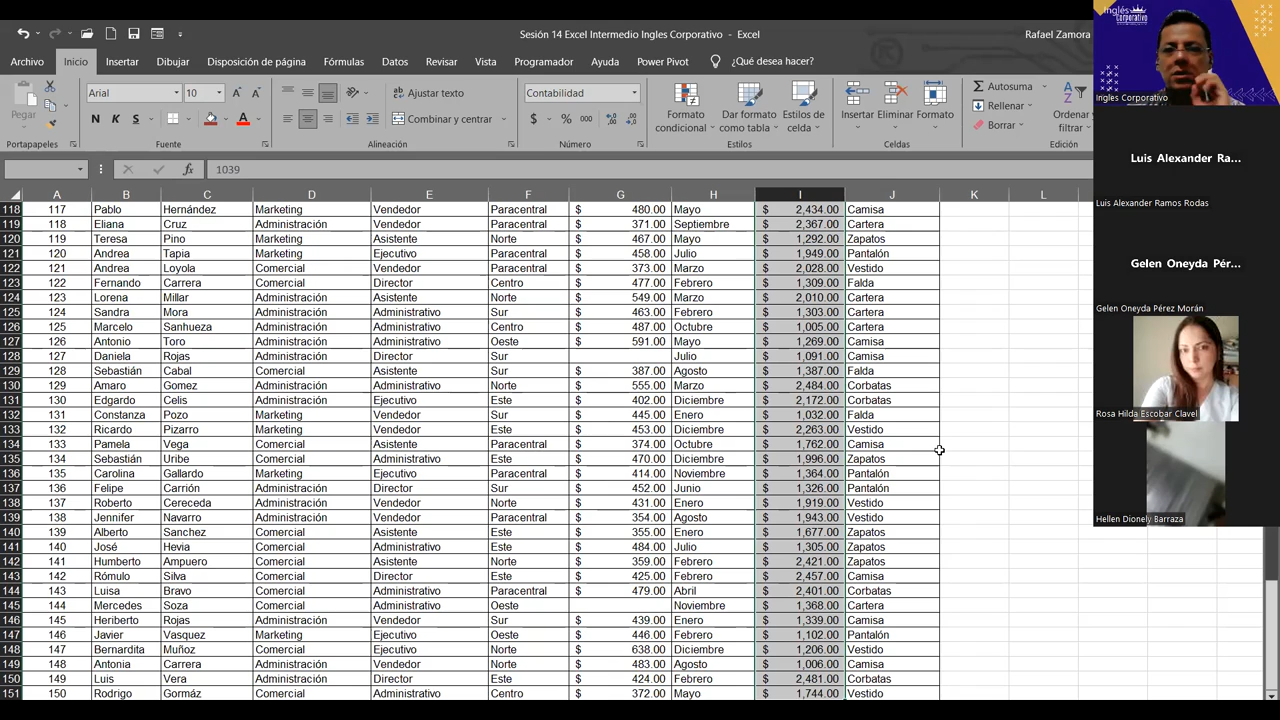 Sesión 14 Excel Intermedio Ingles Corporativo - Excel
Rafael Zamora
Archivo Inicio Insertar Dibujar Disposición de página Fórmulas Datos Revisar Vista Programador Ayuda Power Pivot ¿Qué desea hacer?
Pegar
Arial 10
N K S
Ajustar texto
Combinar y centrar
Contabilidad
$ % 000
Formato condicional
Dar formato como tabla
Estilos de celda
Insertar Eliminar Formato
Autosuma
Rellenar
Borrar
Ordenar y filtrar
Portapapeles Fuente Alineación Número Estilos Celdas Edición
fx 1039
A B C D E F G H I J K L
118 117 Pablo Hernández Marketing Vendedor Paracentral $ 480.00 Mayo $ 2,434.00 Camisa
119 118 Eliana Cruz Administración Vendedor Paracentral $ 371.00 Septiembre $ 2,367.00 Cartera
120 119 Teresa Pino Marketing Asistente Norte $ 467.00 Mayo $ 1,292.00 Zapatos
121 120 Andrea Tapia Marketing Ejecutivo Paracentral $ 458.00 Julio $ 1,949.00 Pantalón
122 121 Andrea Loyola Comercial Vendedor Paracentral $ 373.00 Marzo $ 2,028.00 Vestido
123 122 Fernando Carrera Comercial Director Centro $ 477.00 Febrero $ 1,309.00 Falda
124 123 Lorena Millar Administración Asistente Norte $ 549.00 Marzo $ 2,010.00 Cartera
125 124 Sandra Mora Administración Administrativo Sur $ 463.00 Febrero $ 1,303.00 Cartera
126 125 Marcelo Sanhueza Marketing Administrativo Centro $ 487.00 Octubre $ 1,005.00 Cartera
127 126 Antonio Toro Marketing Administrativo Oeste $ 591.00 Mayo $ 1,269.00 Camisa
128 127 Daniela Rojas Administración Director Sur Julio $ 1,091.00 Camisa
129 128 Sebastián Cabal Comercial Asistente Sur $ 387.00 Agosto $ 1,387.00 Falda
130 129 Amaro Gomez Administración Administrativo Norte $ 555.00 Marzo $ 2,484.00 Corbatas
131 130 Edgardo Celis Administración Ejecutivo Este $ 402.00 Diciembre $ 2,172.00 Corbatas
132 131 Constanza Pozo Marketing Vendedor Sur $ 445.00 Enero $ 1,032.00 Falda
133 132 Ricardo Pizarro Marketing Vendedor Este $ 453.00 Diciembre $ 2,263.00 Vestido
134 133 Pamela Vega Comercial Asistente Paracentral $ 374.00 Octubre $ 1,762.00 Camisa
135 134 Sebastián Uribe Comercial Administrativo Este $ 470.00 Diciembre $ 1,996.00 Zapatos
136 135 Carolina Gallardo Marketing Ejecutivo Paracentral $ 414.00 Noviembre $ 1,364.00 Pantalón
137 136 Felipe Carrión Administración Director Sur $ 452.00 Junio $ 1,326.00 Pantalón
138 137 Roberto Cereceda Administración Vendedor Norte $ 431.00 Enero $ 1,919.00 Vestido
139 138 Jennifer Navarro Administración Vendedor Paracentral $ 354.00 Agosto $ 1,943.00 Vestido
140 139 Alberto Sanchez Comercial Asistente Este $ 355.00 Enero $ 1,677.00 Zapatos
141 140 José Hevia Comercial Administrativo Este $ 484.00 Julio $ 1,305.00 Zapatos
142 141 Humberto Ampuero Comercial Asistente Norte $ 359.00 Febrero $ 2,421.00 Zapatos
143 142 Rómulo Silva Comercial Director Este $ 425.00 Febrero $ 2,457.00 Camisa
144 143 Luisa Bravo Comercial Administrativo Paracentral $ 479.00 Abril $ 2,401.00 Corbatas
145 144 Mercedes Soza Comercial Administrativo Oeste Noviembre $ 1,368.00 Cartera
146 145 Heriberto Rojas Administración Vendedor Sur $ 439.00 Enero $ 1,339.00 Camisa
147 146 Javier Vasquez Marketing Ejecutivo Oeste $ 446.00 Febrero $ 1,102.00 Pantalón
148 147 Bernardita Muñoz Marketing Ejecutivo Norte $ 638.00 Diciembre $ 1,206.00 Vestido
149 148 Antonia Carrera Administración Vendedor Norte $ 483.00 Agosto $ 1,006.00 Camisa
150 149 Luis Vera Administración Director Este $ 424.00 Febrero $ 2,481.00 Corbatas
151 150 Rodrigo Gormáz Comercial Administrativo Centro $ 372.00 Mayo $ 1,744.00 Vestido
Inglés Corporativo
Ingles Corporativo
Luis Alexander Ra...
Luis Alexander Ramos Rodas
Gelen Oneyda Pér...
Gelen Oneyda Pérez Morán
Rosa Hilda Escobar Clavel
Hellen Dionely Barraza